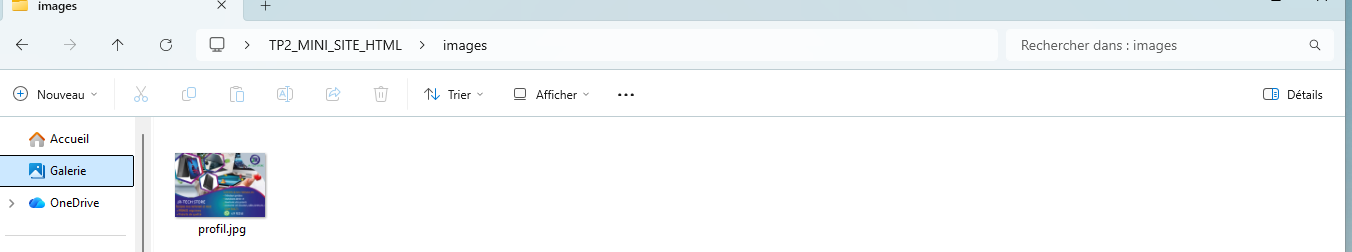 images
TP2_MINI_SITE_HTML
images
Rechercher dans : images
Nouveau
Trier
Afficher
Détails
Accueil
Galerie
OneDrive
profil.jpg